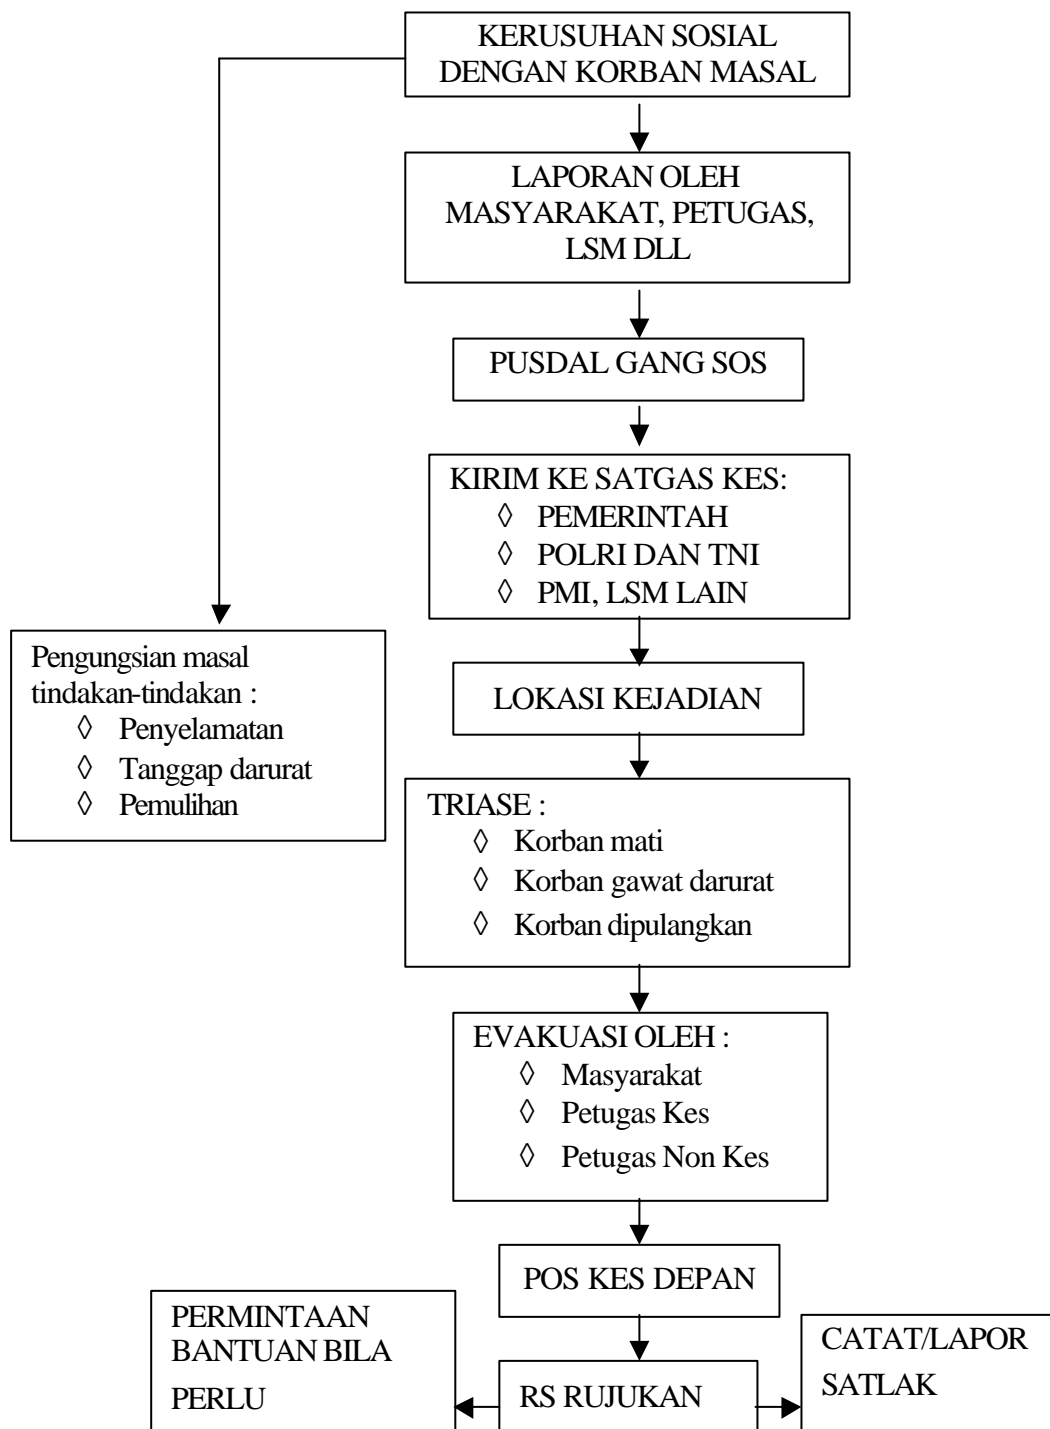 KERUSUHAN SOSIAL
DENGAN KORBAN MASAL
LAPORAN OLEH
MASYARAKAT, PETUGAS,
LSM DLL
PUSDAL GANG SOS
KIRIM KE SATGAS KES:
◊ PEMERINTAH
◊ POLRI DAN TNI
◊ PMI, LSM LAIN
Pengungsian masal
tindakan-tindakan :
◊ Penyelamatan
◊ Tanggap darurat
◊ Pemulihan
LOKASI KEJADIAN
TRIASE :
◊ Korban mati
◊ Korban gawat darurat
◊ Korban dipulangkan
EVAKUASI OLEH :
◊ Masyarakat
◊ Petugas Kes
◊ Petugas Non Kes
POS KES DEPAN
PERMINTAAN
BANTUAN BILA
PERLU
RS RUJUKAN
CATAT/LAPOR
SATLAK